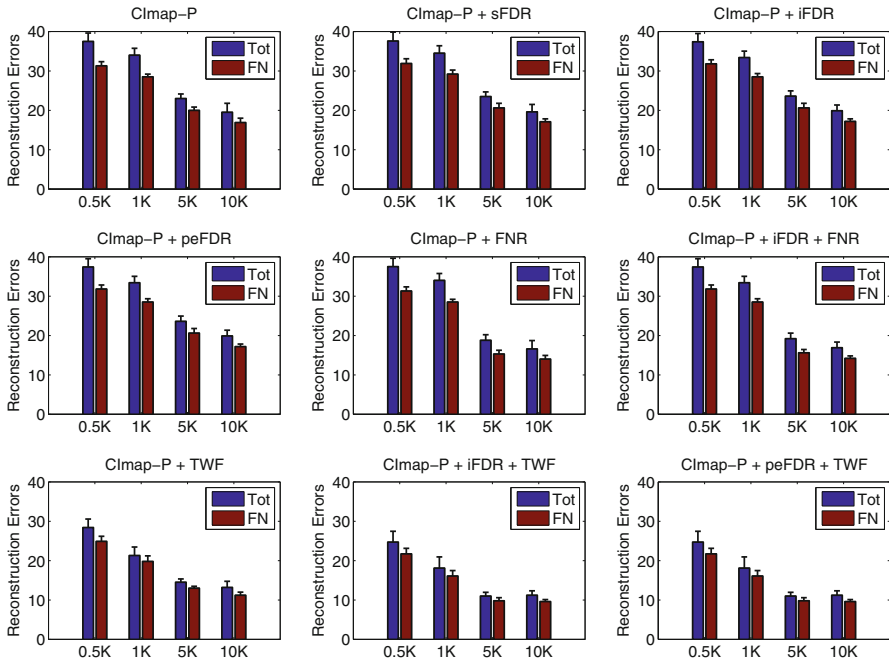 CImap-P
CImap-P + sFDR
CImap-P + iFDR
Reconstruction Errors
40
30
20
10
0
0.5K 1K 5K 10K
Tot
FN
Reconstruction Errors
40
30
20
10
0
0.5K 1K 5K 10K
Tot
FN
Reconstruction Errors
40
30
20
10
0
0.5K 1K 5K 10K
Tot
FN
CImap-P + peFDR
CImap-P + FNR
CImap-P + iFDR + FNR
Reconstruction Errors
40
30
20
10
0
0.5K 1K 5K 10K
Tot
FN
Reconstruction Errors
40
30
20
10
0
0.5K 1K 5K 10K
Tot
FN
Reconstruction Errors
40
30
20
10
0
0.5K 1K 5K 10K
Tot
FN
CImap-P + TWF
CImap-P + iFDR + TWF
CImap-P + peFDR + TWF
Reconstruction Errors
40
30
20
10
0
0.5K 1K 5K 10K
Tot
FN
Reconstruction Errors
40
30
20
10
0
0.5K 1K 5K 10K
Tot
FN
Reconstruction Errors
40
30
20
10
0
0.5K 1K 5K 10K
Tot
FN